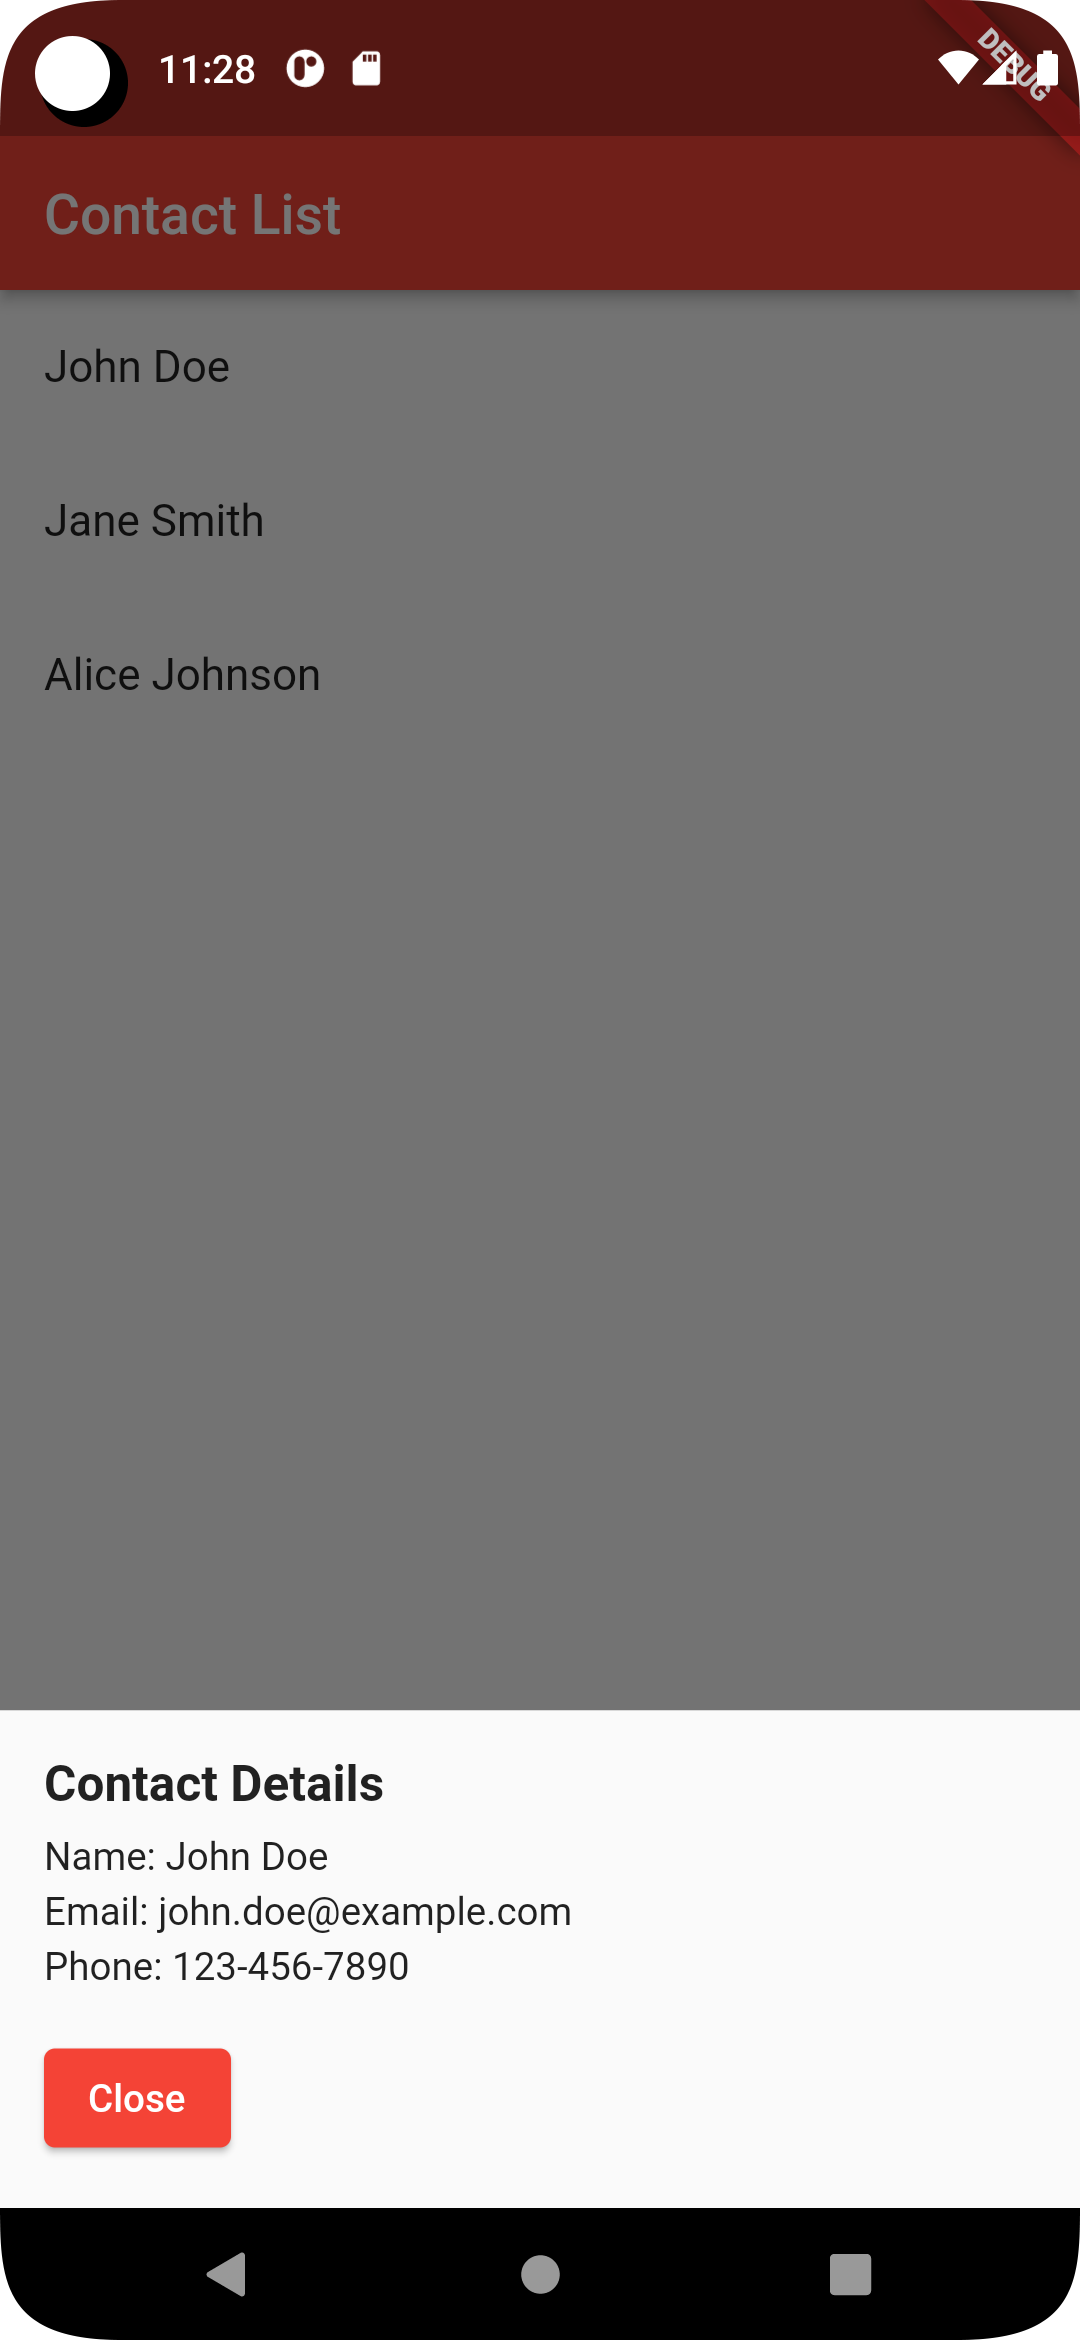 11:28
DEBUG
Contact List
John Doe
Jane Smith
Alice Johnson
Contact Details
Name: John Doe
Email: john.doe@example.com
Phone: 123-456-7890
Close